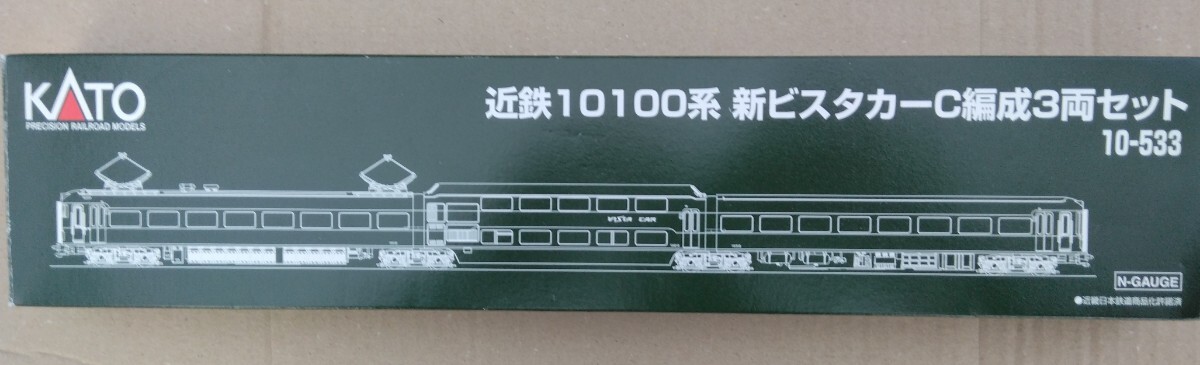 KATO
PRECISION RAILROAD MODELS
近鉄10100系 新ビスタカーC編成3両セット
10-533
VISTA CAR
N-GAUGE
●近畿日本鉄道商品化許諾済